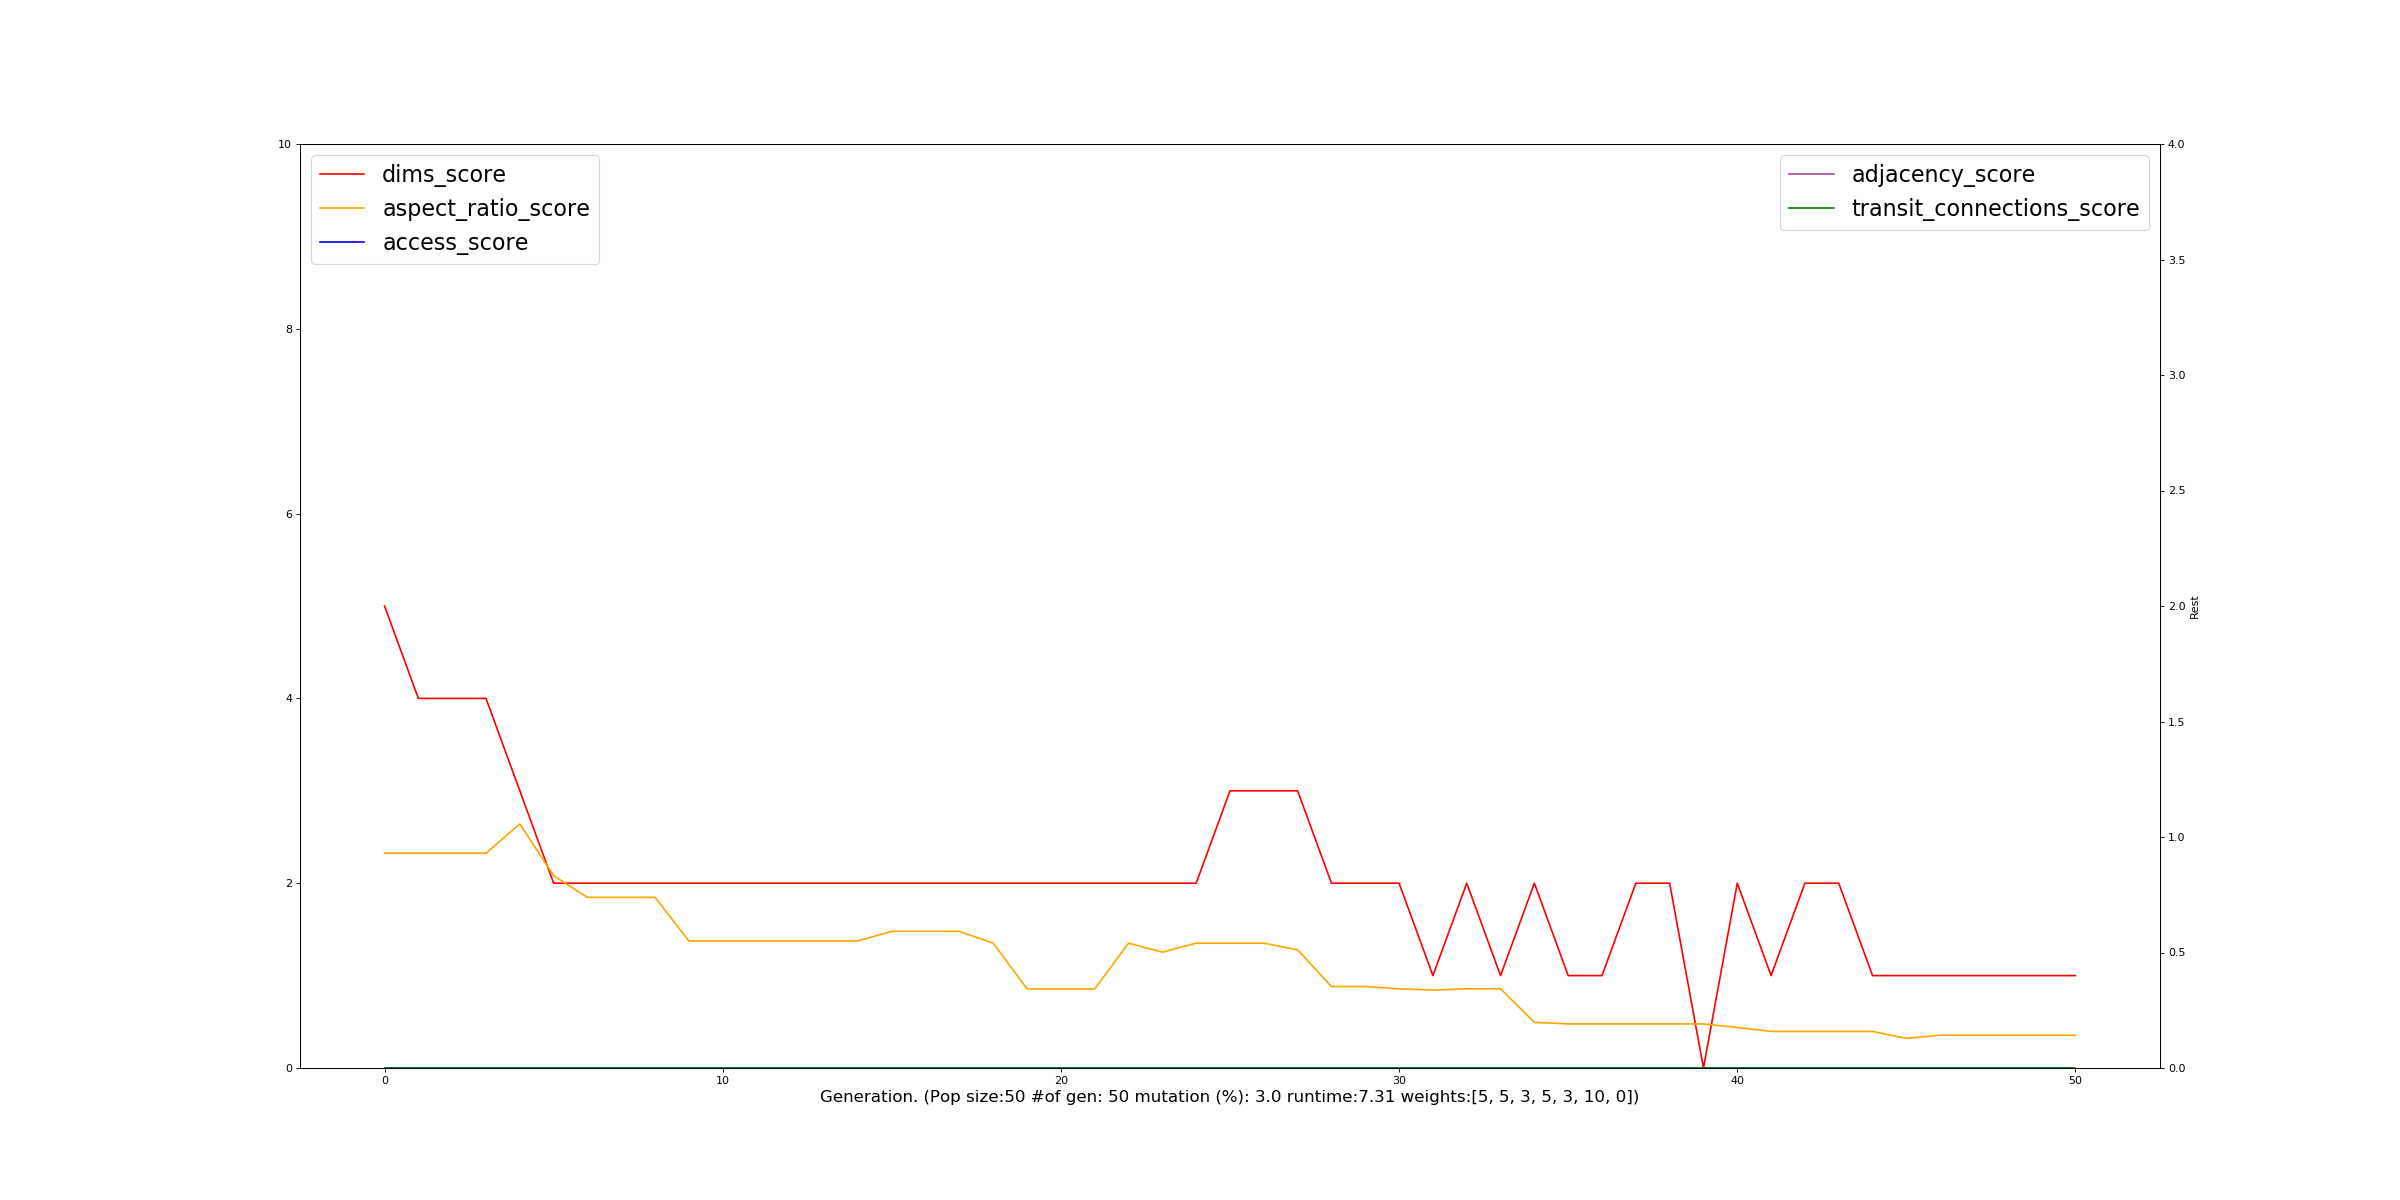 10
8
6
4
2
0
dims_score
aspect_ratio_score
access_score
adjacency_score
transit_connections_score
4.0
3.5
3.0
2.5
2.0
1.5
1.0
0.5
0.0
Rest
0 10 20 30 40 50
Generation. (Pop size:50 #of gen: 50 mutation (%): 3.0 runtime:7.31 weights:[5, 5, 3, 5, 3, 10, 0])